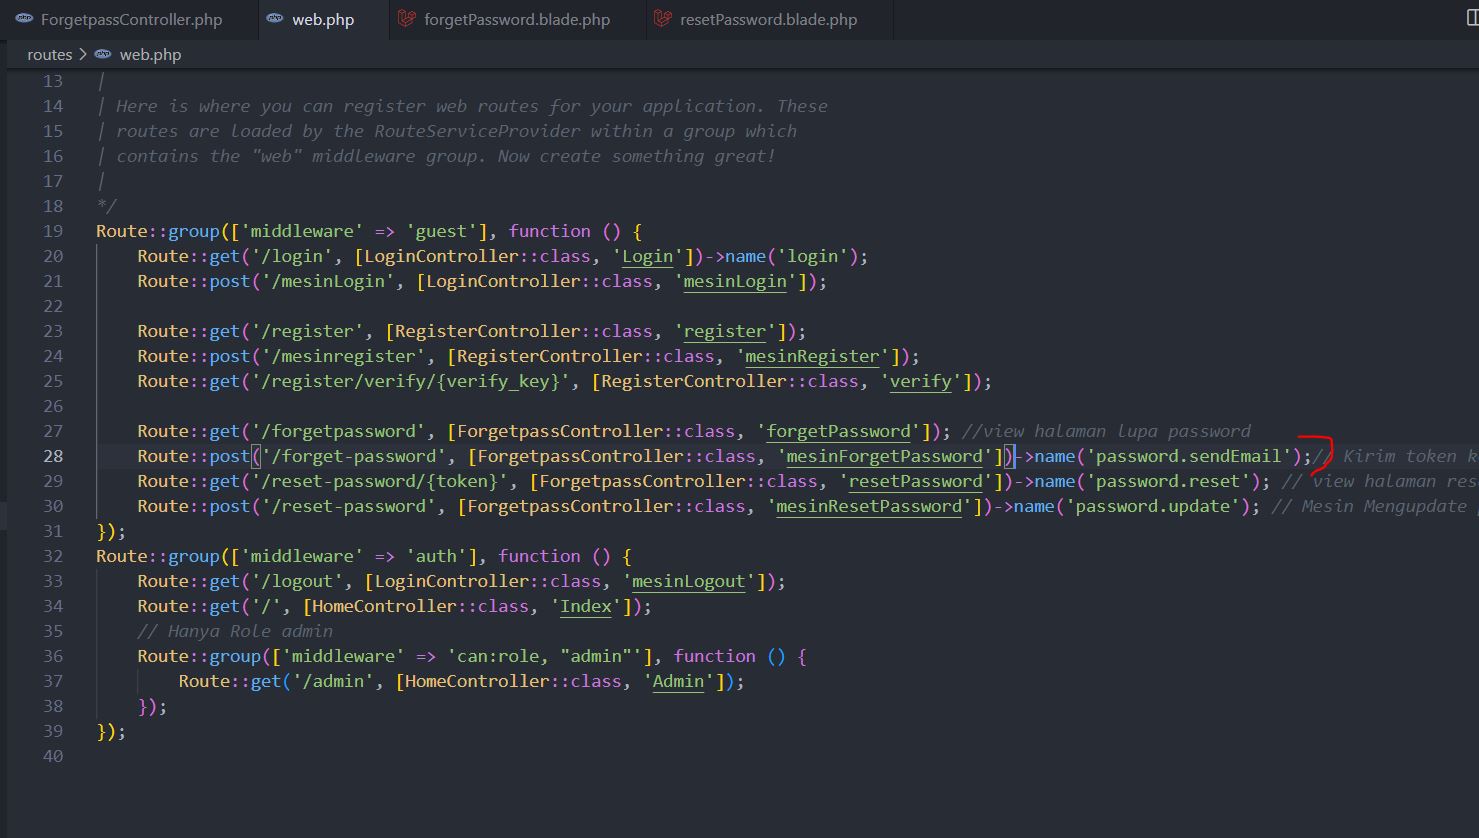 ForgetpassController.php
web.php
forgetPassword.blade.php
resetPassword.blade.php
routes > web.php
13 |
14 | Here is where you can register web routes for your application. These
15 | routes are loaded by the RouteServiceProvider within a group which
16 | contains the "web" middleware group. Now create something great!
17 |
18 */
19 Route::group(['middleware' => 'guest'], function () {
20 Route::get('/login', [LoginController::class, 'Login'])->name('login');
21 Route::post('/mesinLogin', [LoginController::class, 'mesinLogin']);
22
23 Route::get('/register', [RegisterController::class, 'register']);
24 Route::post('/mesinregister', [RegisterController::class, 'mesinRegister']);
25 Route::get('/register/verify/{verify_key}', [RegisterController::class, 'verify']);
26
27 Route::get('/forgetpassword', [ForgetpassController::class, 'forgetPassword']); //view halaman lupa password
28 Route::post('/forget-password', [ForgetpassController::class, 'mesinForgetPassword'])->name('password.sendEmail');// Kirim token k
29 Route::get('/reset-password/{token}', [ForgetpassController::class, 'resetPassword'])->name('password.reset'); // view halaman res
30 Route::post('/reset-password', [ForgetpassController::class, 'mesinResetPassword'])->name('password.update'); // Mesin Mengupdate
31 });
32 Route::group(['middleware' => 'auth'], function () {
33 Route::get('/logout', [LoginController::class, 'mesinLogout']);
34 Route::get('/', [HomeController::class, 'Index']);
35 // Hanya Role admin
36 Route::group(['middleware' => 'can:role, "admin"'], function () {
37 Route::get('/admin', [HomeController::class, 'Admin']);
38 });
39 });
40